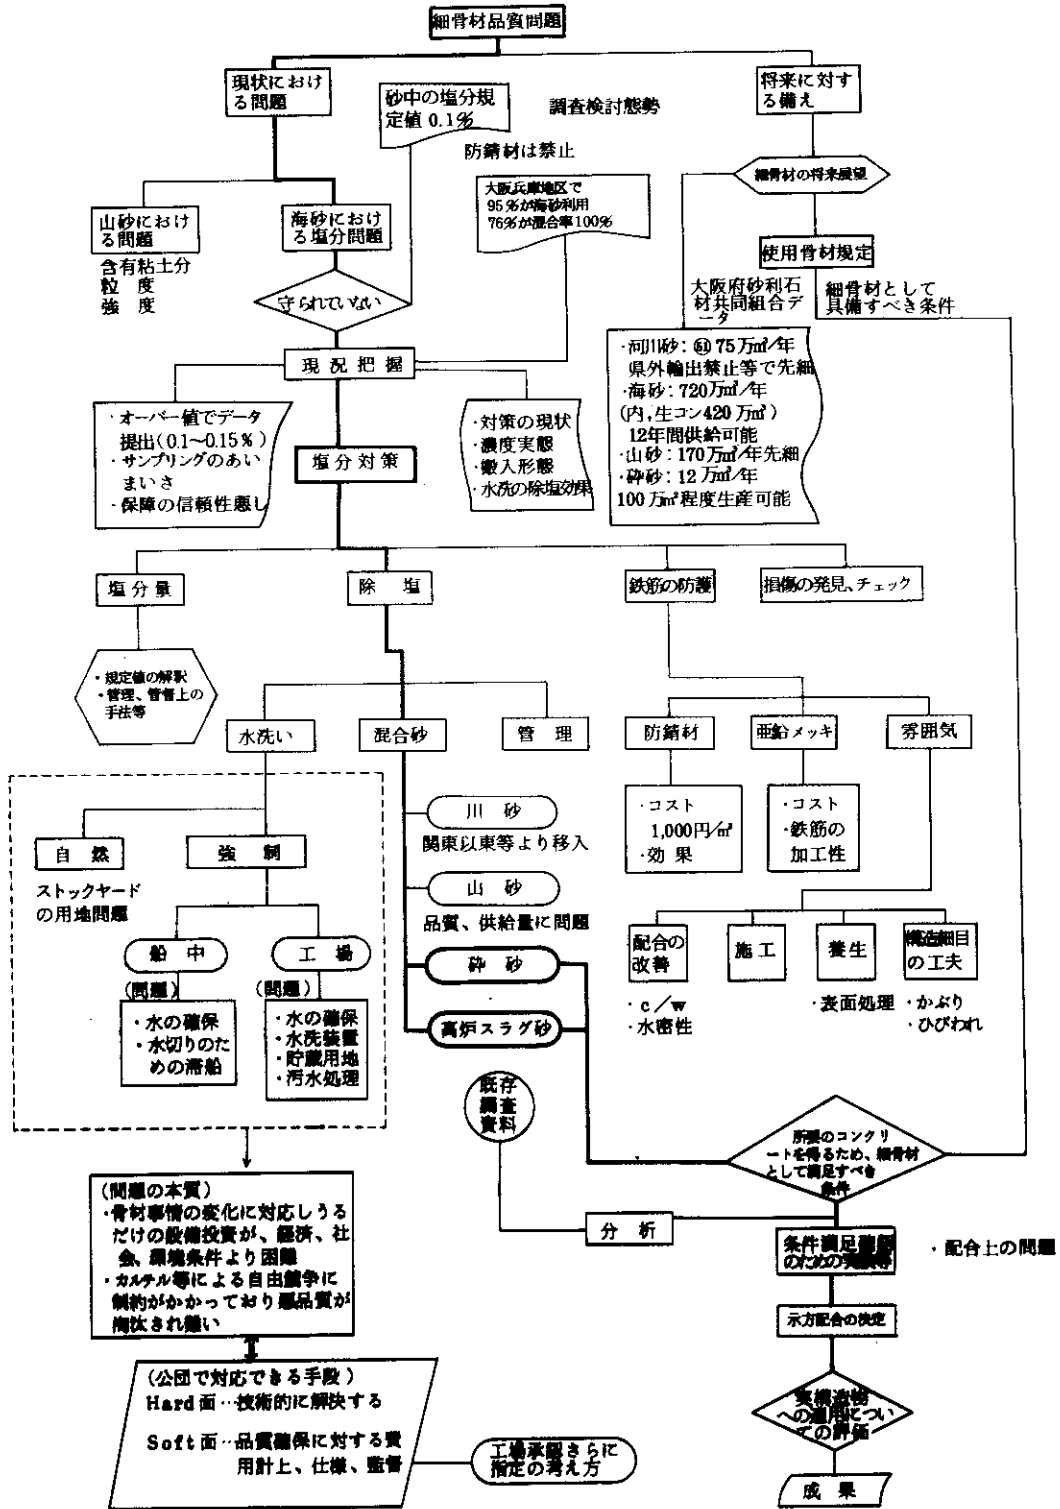 細骨材品質問題
現状におけ
る問題
砂中の塩分規
定値 0.1%
調査検討態勢
将来に対す
る備え
防錆材は禁止
細骨材の将来展望
山砂における
問題
海砂におけ
る塩分問題
大阪兵庫地区で
95%が海砂利用
76%が混合率100%
使用骨材規定
含有粘土分
粒 度
強 度
守られていない
大阪府砂利石
材共同組合デ
ータ
細骨材として
具備すべき条件
現況把握
・河川砂:㊿75万㎥/年
県外輸出禁止等で先細
・海砂:720万㎥/年
(内,生コン420万㎥)
12年間供給可能
・山砂:170万㎥/年先細
・砕砂:12万㎥/年
100万㎥程度生産可能
・オーバー値でデータ
提出(0.1~0.15%)
・サンプリングのあい
まいさ
・保障の信頼性悪し
塩分対策
・対策の現状
・濃度実態
・搬入形態
・水洗の除塩効果
塩分量
除 塩
鉄筋の防護
損傷の発見、チェック
・規定値の解釈
・管理、管督上の
手法等
水洗い
混合砂
管 理
防錆材
亜鉛メッキ
雰囲気
・コスト
1,000円/㎥
・効 果
・コスト
・鉄筋の
加工性
自 然
強 制
川 砂
関東以東等より移入
ストックヤード
の用地問題
山 砂
品質、供給量に問題
船 中
工 場
砕 砂
配合の
改善
施工
養生
構造細目
の工夫
(問題)
・水の確保
・水切りのた
めの滞船
(問題)
・水の確保
・水洗装置
・貯蔵用地
・汚水処理
高炉スラグ砂
・c/w
・水密性
・表面処理
・かぶり
・ひびわれ
既存
調査
資料
所要のコンクリ
ートを得るため、細骨材
として満足すべき
条件
(問題の本質)
・骨材事情の変化に対応しうる
だけの設備投資が、経済、社
会、環境条件より困難
・カルテル等による自由競争に
制約がかかっており悪品質が
淘汰され難い
分 析
条件満足確認
のための実験等
・配合上の問題
示方配合の決定
(公団で対応できる手段)
Hard面…技術的に解決する
Soft面…品質確保に対する費
用計上、仕様、監督
工場承認さらに
指定の考え方
実構造物
への適用につい
ての評価
成 果